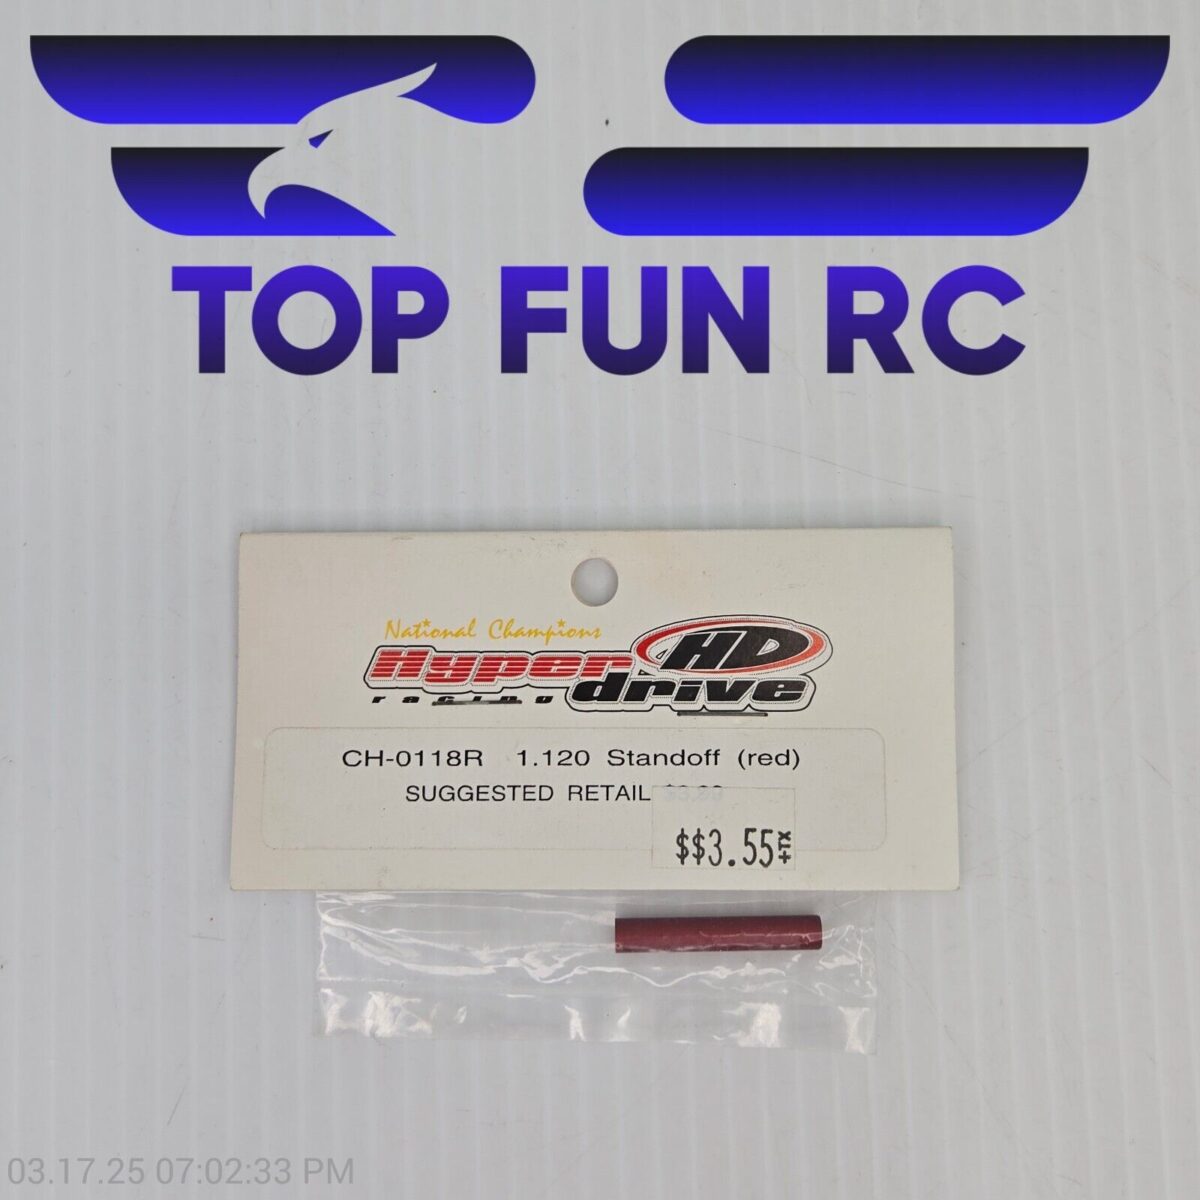 TOP FUN RC
National Champions
Hyper HD
racing drive
CH-0118R 1.120 Standoff (red)
SUGGESTED RETAIL
$$3.55+TX
03.17.25 07:02:33 PM